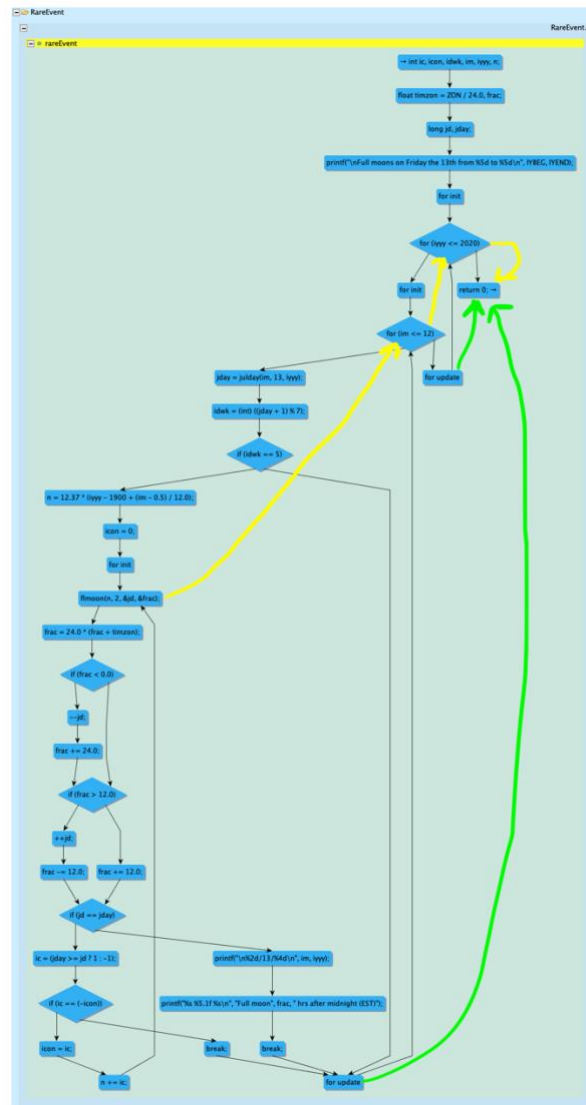 RareEvent
RareEvent.
rareEvent
→ int ic, icon, idwk, im, iyyy, n;
float timzon = ZON / 24.0, frac;
long jd, jday;
printf("\nFull moons on Friday the 13th from %5d to %5d\n", IYBEG, IYEND);
for init
for (iyyy <= 2020)
for init
return 0; →
for (im <= 12)
jday = julday(im, 13, iyyy);
for update
idwk = (int) ((jday + 1) % 7);
if (idwk == 5)
n = 12.37 * (iyyy - 1900 + (im - 0.5) / 12.0);
icon = 0;
for init
flmoon(n, 2, &jd, &frac);
frac = 24.0 * (frac + timzon);
if (frac < 0.0)
--jd;
frac += 24.0;
if (frac > 12.0)
++jd;
frac -= 12.0;
frac += 12.0;
if (jd == jday)
ic = (jday >= jd ? 1 : -1);
printf("\n%2d/13/%4d\n", im, iyyy);
if (ic == (-icon))
printf("%s %5.1f %s\n", "Full moon", frac, " hrs after midnight (EST)");
icon = ic;
break;
break;
n += ic;
for update